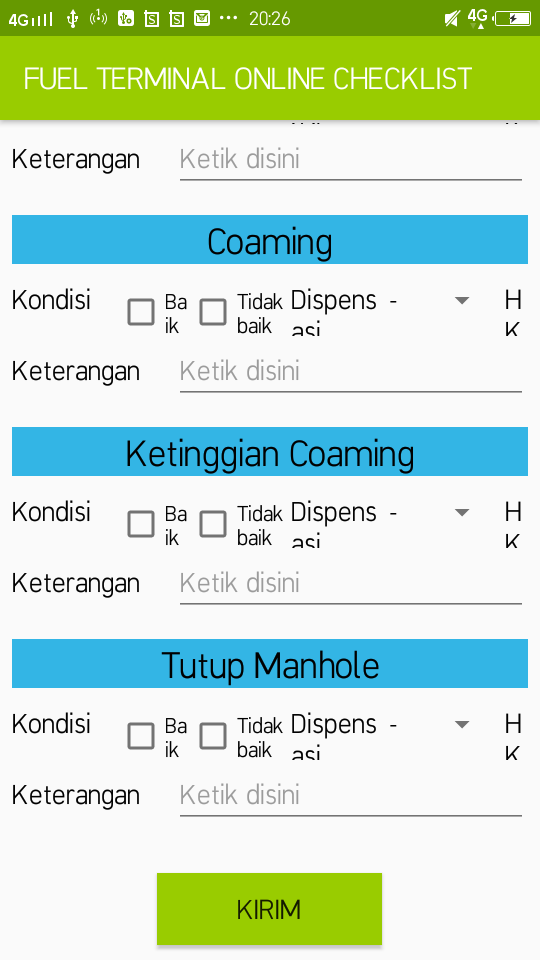 4G 20:26 4G
FUEL TERMINAL ONLINE CHECKLIST
Keterangan Ketik disini
Coaming
Kondisi Ba Tidak Dispens - H
ik baik asi K
Keterangan Ketik disini
Ketinggian Coaming
Kondisi Ba Tidak Dispens - H
ik baik asi K
Keterangan Ketik disini
Tutup Manhole
Kondisi Ba Tidak Dispens - H
ik baik asi K
Keterangan Ketik disini
KIRIM